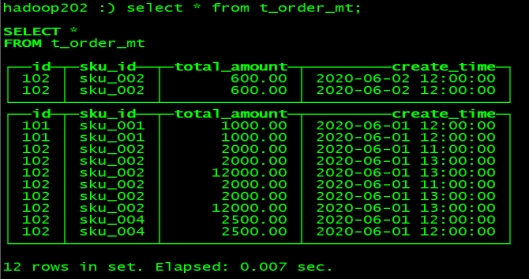 hadoop202 :) select * from t_order_mt;
SELECT *
FROM t_order_mt
id sku_id total_amount create_time
102 sku_002 600.00 2020-06-02 12:00:00
102 sku_002 600.00 2020-06-02 12:00:00
id sku_id total_amount create_time
101 sku_001 1000.00 2020-06-01 12:00:00
101 sku_001 1000.00 2020-06-01 12:00:00
102 sku_002 2000.00 2020-06-01 11:00:00
102 sku_002 2000.00 2020-06-01 13:00:00
102 sku_002 12000.00 2020-06-01 13:00:00
102 sku_002 2000.00 2020-06-01 11:00:00
102 sku_002 2000.00 2020-06-01 13:00:00
102 sku_002 12000.00 2020-06-01 13:00:00
102 sku_004 2500.00 2020-06-01 12:00:00
102 sku_004 2500.00 2020-06-01 12:00:00
12 rows in set. Elapsed: 0.007 sec.